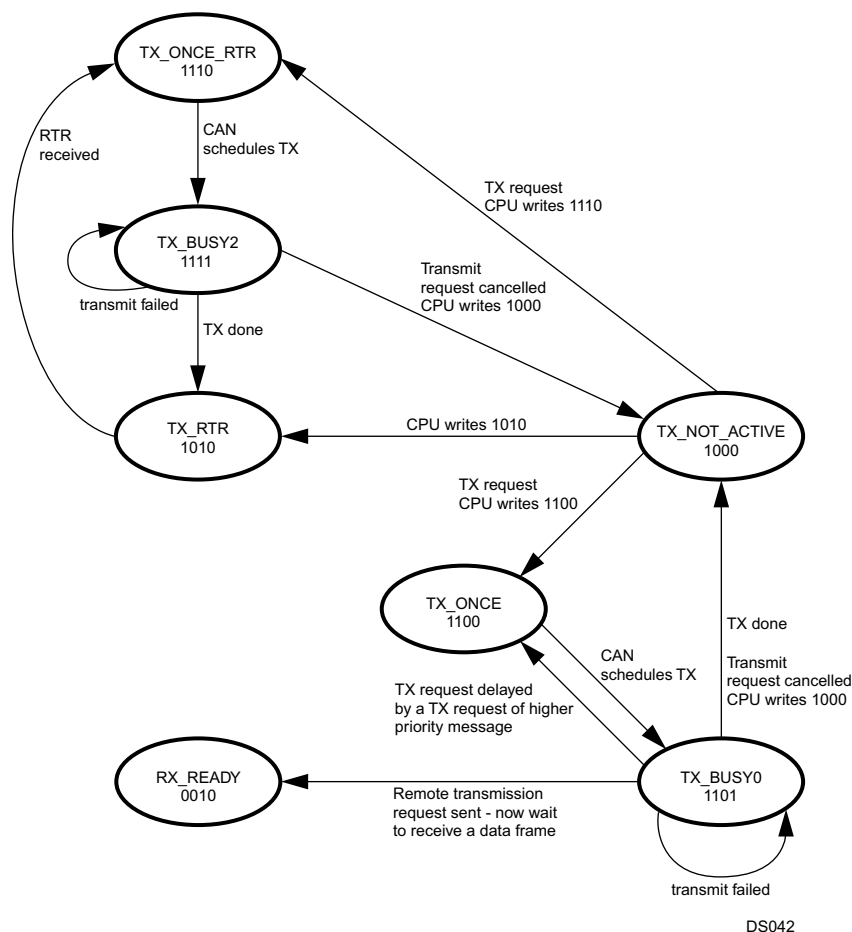 TX_ONCE_RTR
1110
RTR
received
CAN
schedules TX
TX request
CPU writes 1110
TX_BUSY2
1111
transmit failed
Transmit
request cancelled
CPU writes 1000
TX done
TX_RTR
1010
CPU writes 1010
TX_NOT_ACTIVE
1000
TX request
CPU writes 1100
TX_ONCE
1100
CAN
schedules TX
TX done
Transmit
request cancelled
CPU writes 1000
TX request delayed
by a TX request of higher
priority message
RX_READY
0010
Remote transmission
request sent - now wait
to receive a data frame
TX_BUSY0
1101
transmit failed
DS042